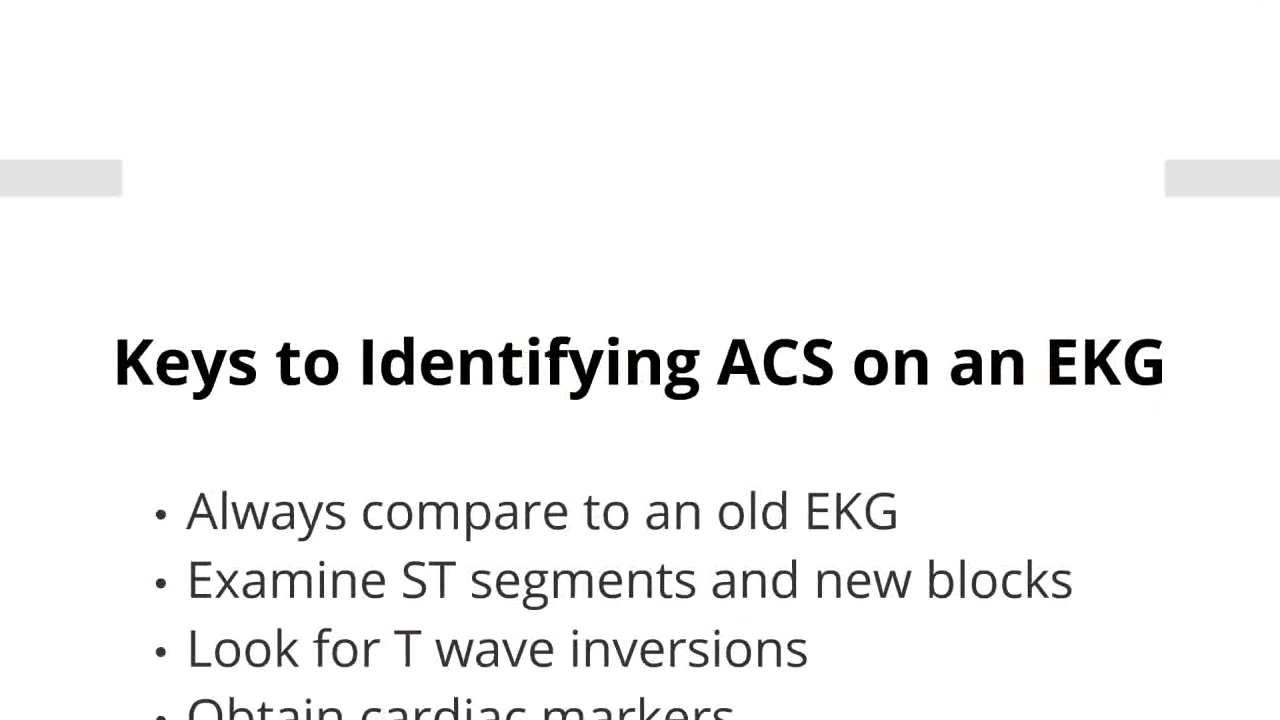 Keys to Identifying ACS on an EKG
• Always compare to an old EKG
• Examine ST segments and new blocks
• Look for T wave inversions
• Obtain cardiac markers